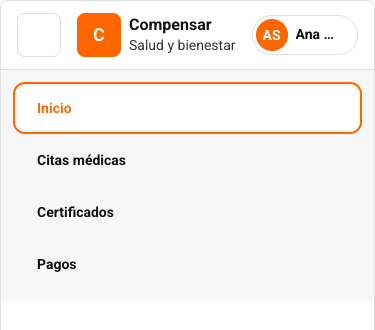 C
Compensar
Salud y bienestar
AS
Ana ...
Inicio
Citas médicas
Certificados
Pagos